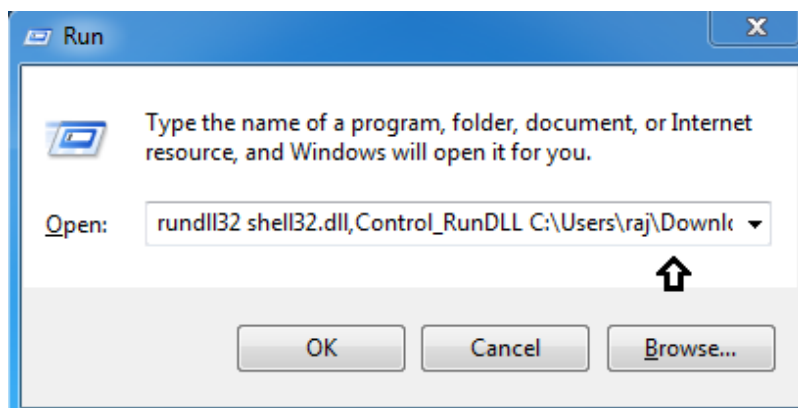 Run
Type the name of a program, folder, document, or Internet
resource, and Windows will open it for you.
Open: rundll32 shell32.dll,Control_RunDLL C:\Users\raj\Downl
OK Cancel Browse...